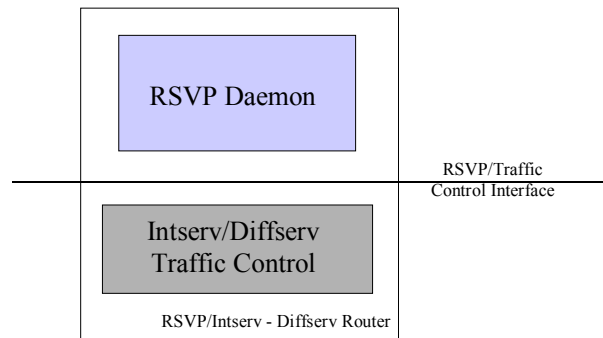 RSVP Daemon
RSVP/Traffic
Control Interface
Intserv/Diffserv
Traffic Control
RSVP/Intserv - Diffserv Router